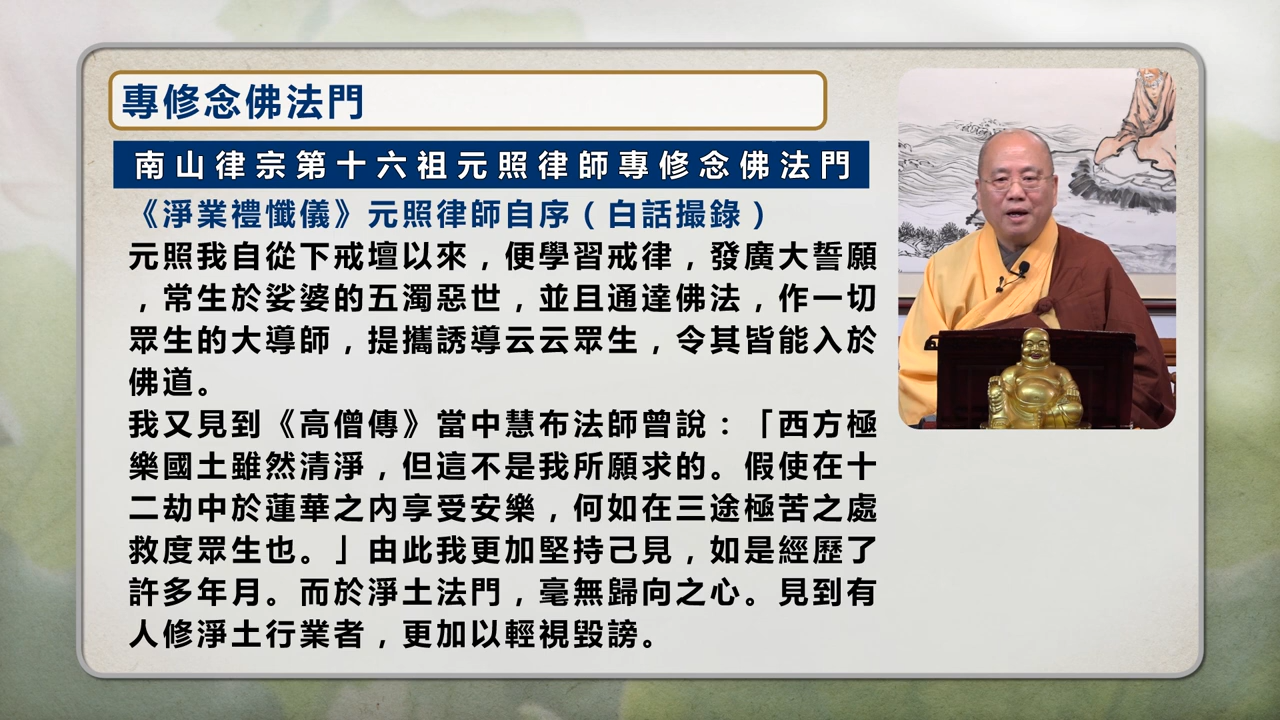 專修念佛法門
南山律宗第十六祖元照律師專修念佛法門
《淨業禮懺儀》元照律師自序（白話撮錄）
元照我自從下戒壇以來，便學習戒律，發廣大誓願
，常生於娑婆的五濁惡世，並且通達佛法，作一切
眾生的大導師，提攜誘導云云眾生，令其皆能入於
佛道。
我又見到《高僧傳》當中慧布法師曾說：「西方極
樂國土雖然清淨，但這不是我所願求的。假使在十
二劫中於蓮華之內享受安樂，何如在三途極苦之處
救度眾生也。」由此我更加堅持己見，如是經歷了
許多年月。而於淨土法門，毫無歸向之心。見到有
人修淨土行業者，更加以輕視毀謗。